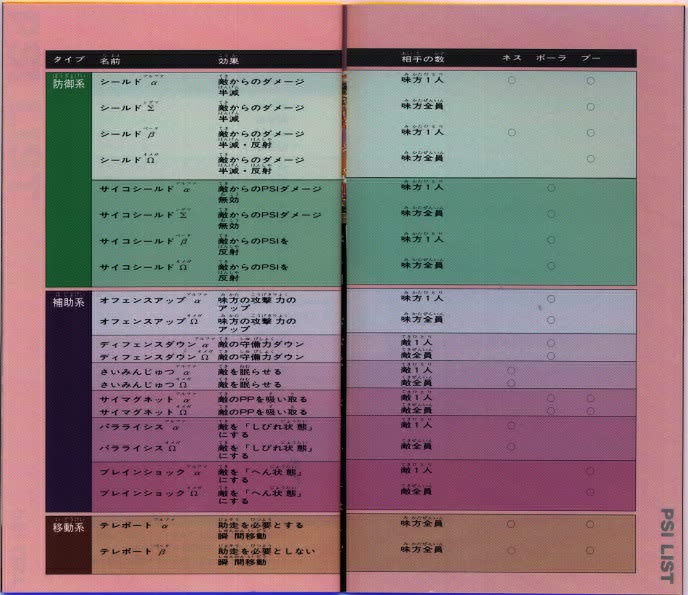 タイプ 名前 効果 相手の数 ネス ポーラ プー
防御系
シールド α 敵からのダメージ 味方1人 ○ ○
半減
シールド Σ 敵からのダメージ 味方全員 ○
半減
シールド β 敵からのダメージ 味方1人 ○ ○
半減・反射
シールド Ω 敵からのダメージ 味方全員 ○
半減・反射
サイコシールド α 敵からのPSIダメージ 味方1人 ○
無効
サイコシールド Σ 敵からのPSIダメージ 味方全員 ○
無効
サイコシールド β 敵からのPSIを 味方1人 ○
反射
サイコシールド Ω 敵からのPSIを 味方全員 ○
反射
補助系
オフェンスアップ α 味方の攻撃力の 味方1人 ○
アップ
オフェンスアップ Ω 味方の攻撃力の 味方全員 ○
アップ
ディフェンスダウン α 敵の守備力ダウン 敵1人 ○
ディフェンスダウン Ω 敵の守備力ダウン 敵全員 ○
さいみんじゅつ α 敵を眠らせる 敵1人 ○
さいみんじゅつ Ω 敵を眠らせる 敵全員 ○
サイマグネット α 敵のPPを吸い取る 敵1人 ○ ○
サイマグネット Ω 敵のPPを吸い取る 敵全員 ○ ○
パラライシス α 敵を「しびれ状態」 敵1人 ○
にする
パラライシス Ω 敵を「しびれ状態」 敵全員 ○
にする
ブレインショック α 敵を「へん状態」 敵1人 ○
にする
ブレインショック Ω 敵を「へん状態」 敵全員 ○
にする
移動系
テレポート α 助走を必要とする 味方全員 ○ ○
瞬間移動
テレポート β 助走を必要としない 味方全員 ○ ○
瞬間移動
PSI LIST